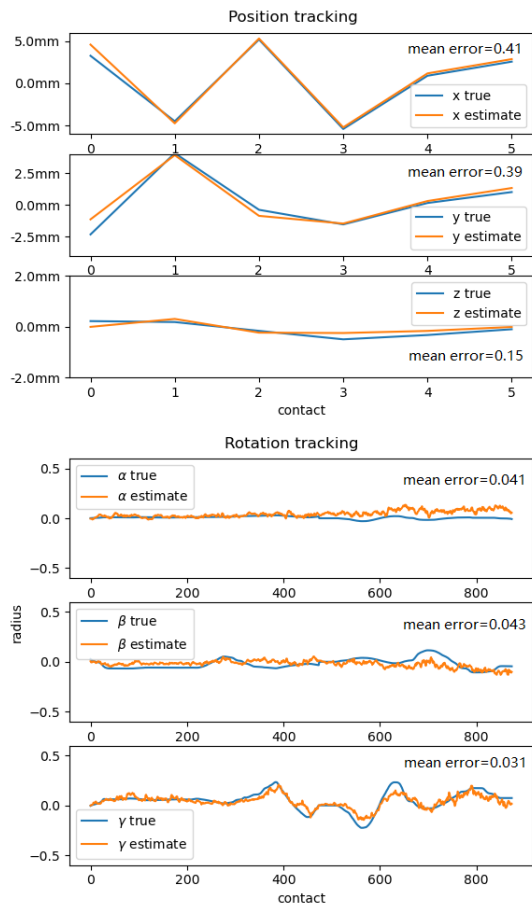 Position tracking
5.0mm
0.0mm
-5.0mm
mean error=0.41
x true
x estimate
0 1 2 3 4 5
2.5mm
0.0mm
-2.5mm
mean error=0.39
y true
y estimate
0 1 2 3 4 5
2.0mm
0.0mm
-2.0mm
z true
z estimate
mean error=0.15
0 1 2 3 4 5
contact
Rotation tracking
radius
0.5
0.0
−0.5
α true
α estimate
mean error=0.041
0 200 400 600 800
0.5
0.0
−0.5
β true
β estimate
mean error=0.043
0 200 400 600 800
0.5
0.0
−0.5
mean error=0.031
γ true
γ estimate
0 200 400 600 800
contact